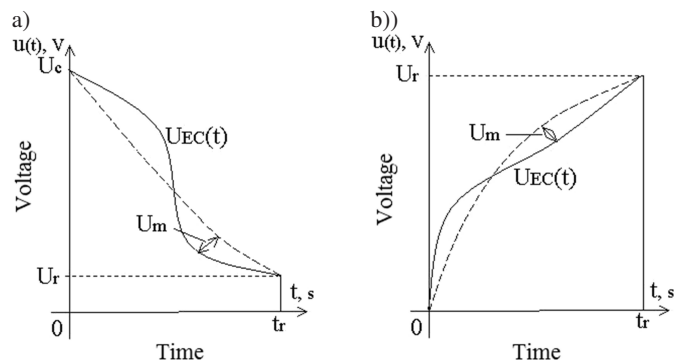 a)
u(t), V
Uc
UEC(t)
Um
Ur
Voltage
t, s
0
tr
Time
b))
u(t), V
Ur
Um
UEC(t)
Voltage
t, s
0
tr
Time